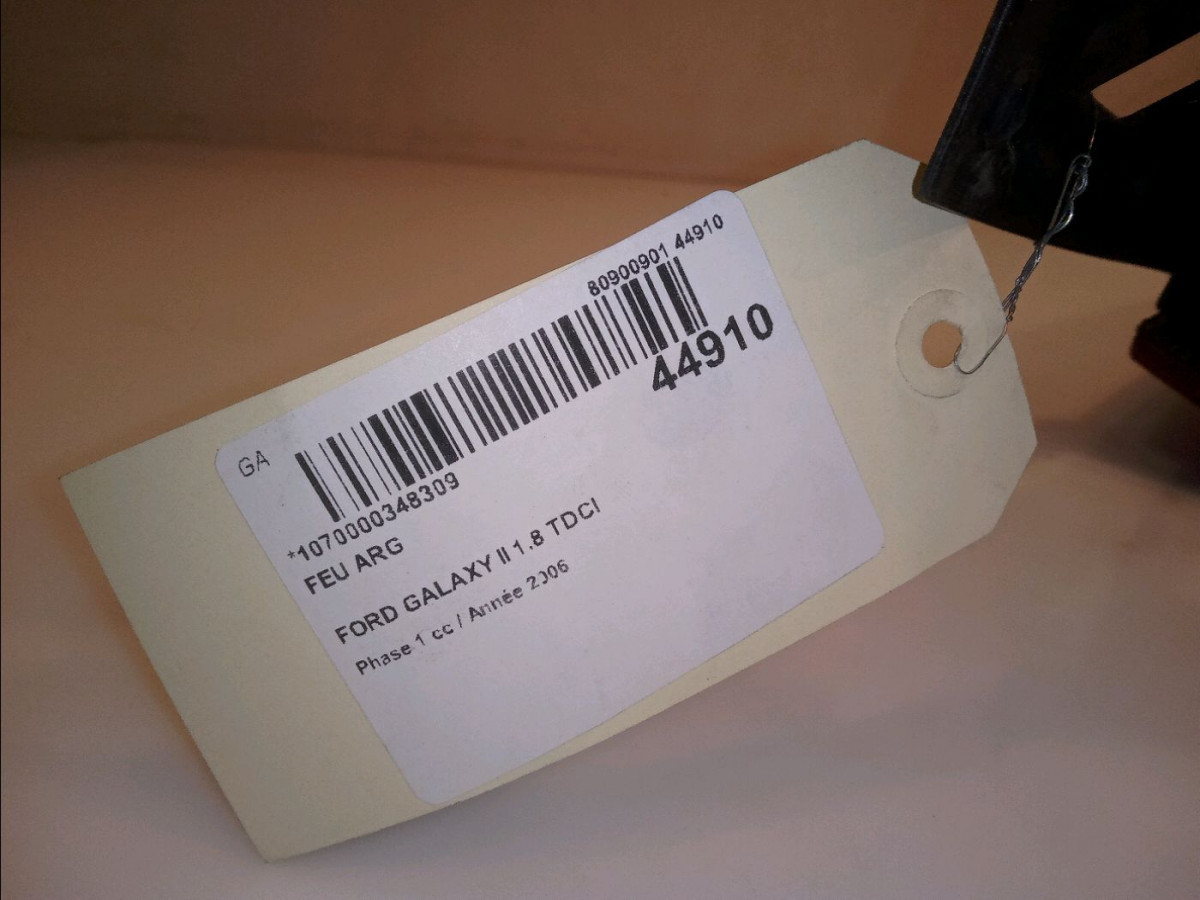 80900901 44910
44910
GA
*1070000348309
FEU ARG
FORD GALAXY II 1.8 TDCI
Phase 1 cc / Année 2006